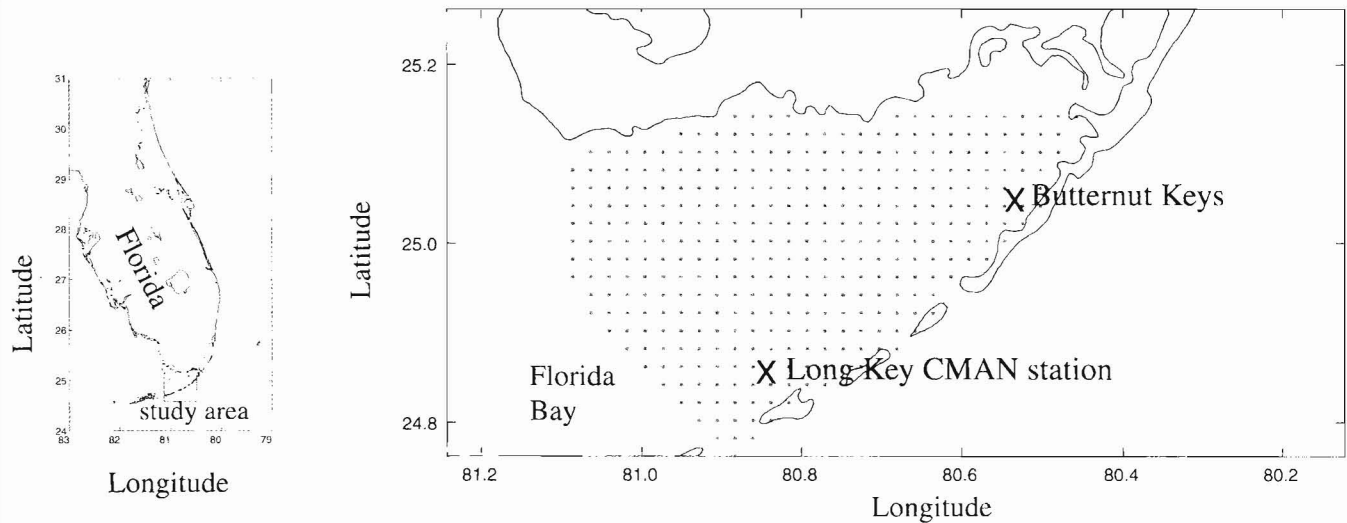 31
30
29
28
27
26
25
24
83
82
81
80
79
Latitude
Longitude
Florida
study area
25.2
25.0
24.8
81.2
81.0
80.8
80.6
80.4
80.2
Latitude
Longitude
X Butternut Keys
X Long Key CMAN station
Florida
Bay